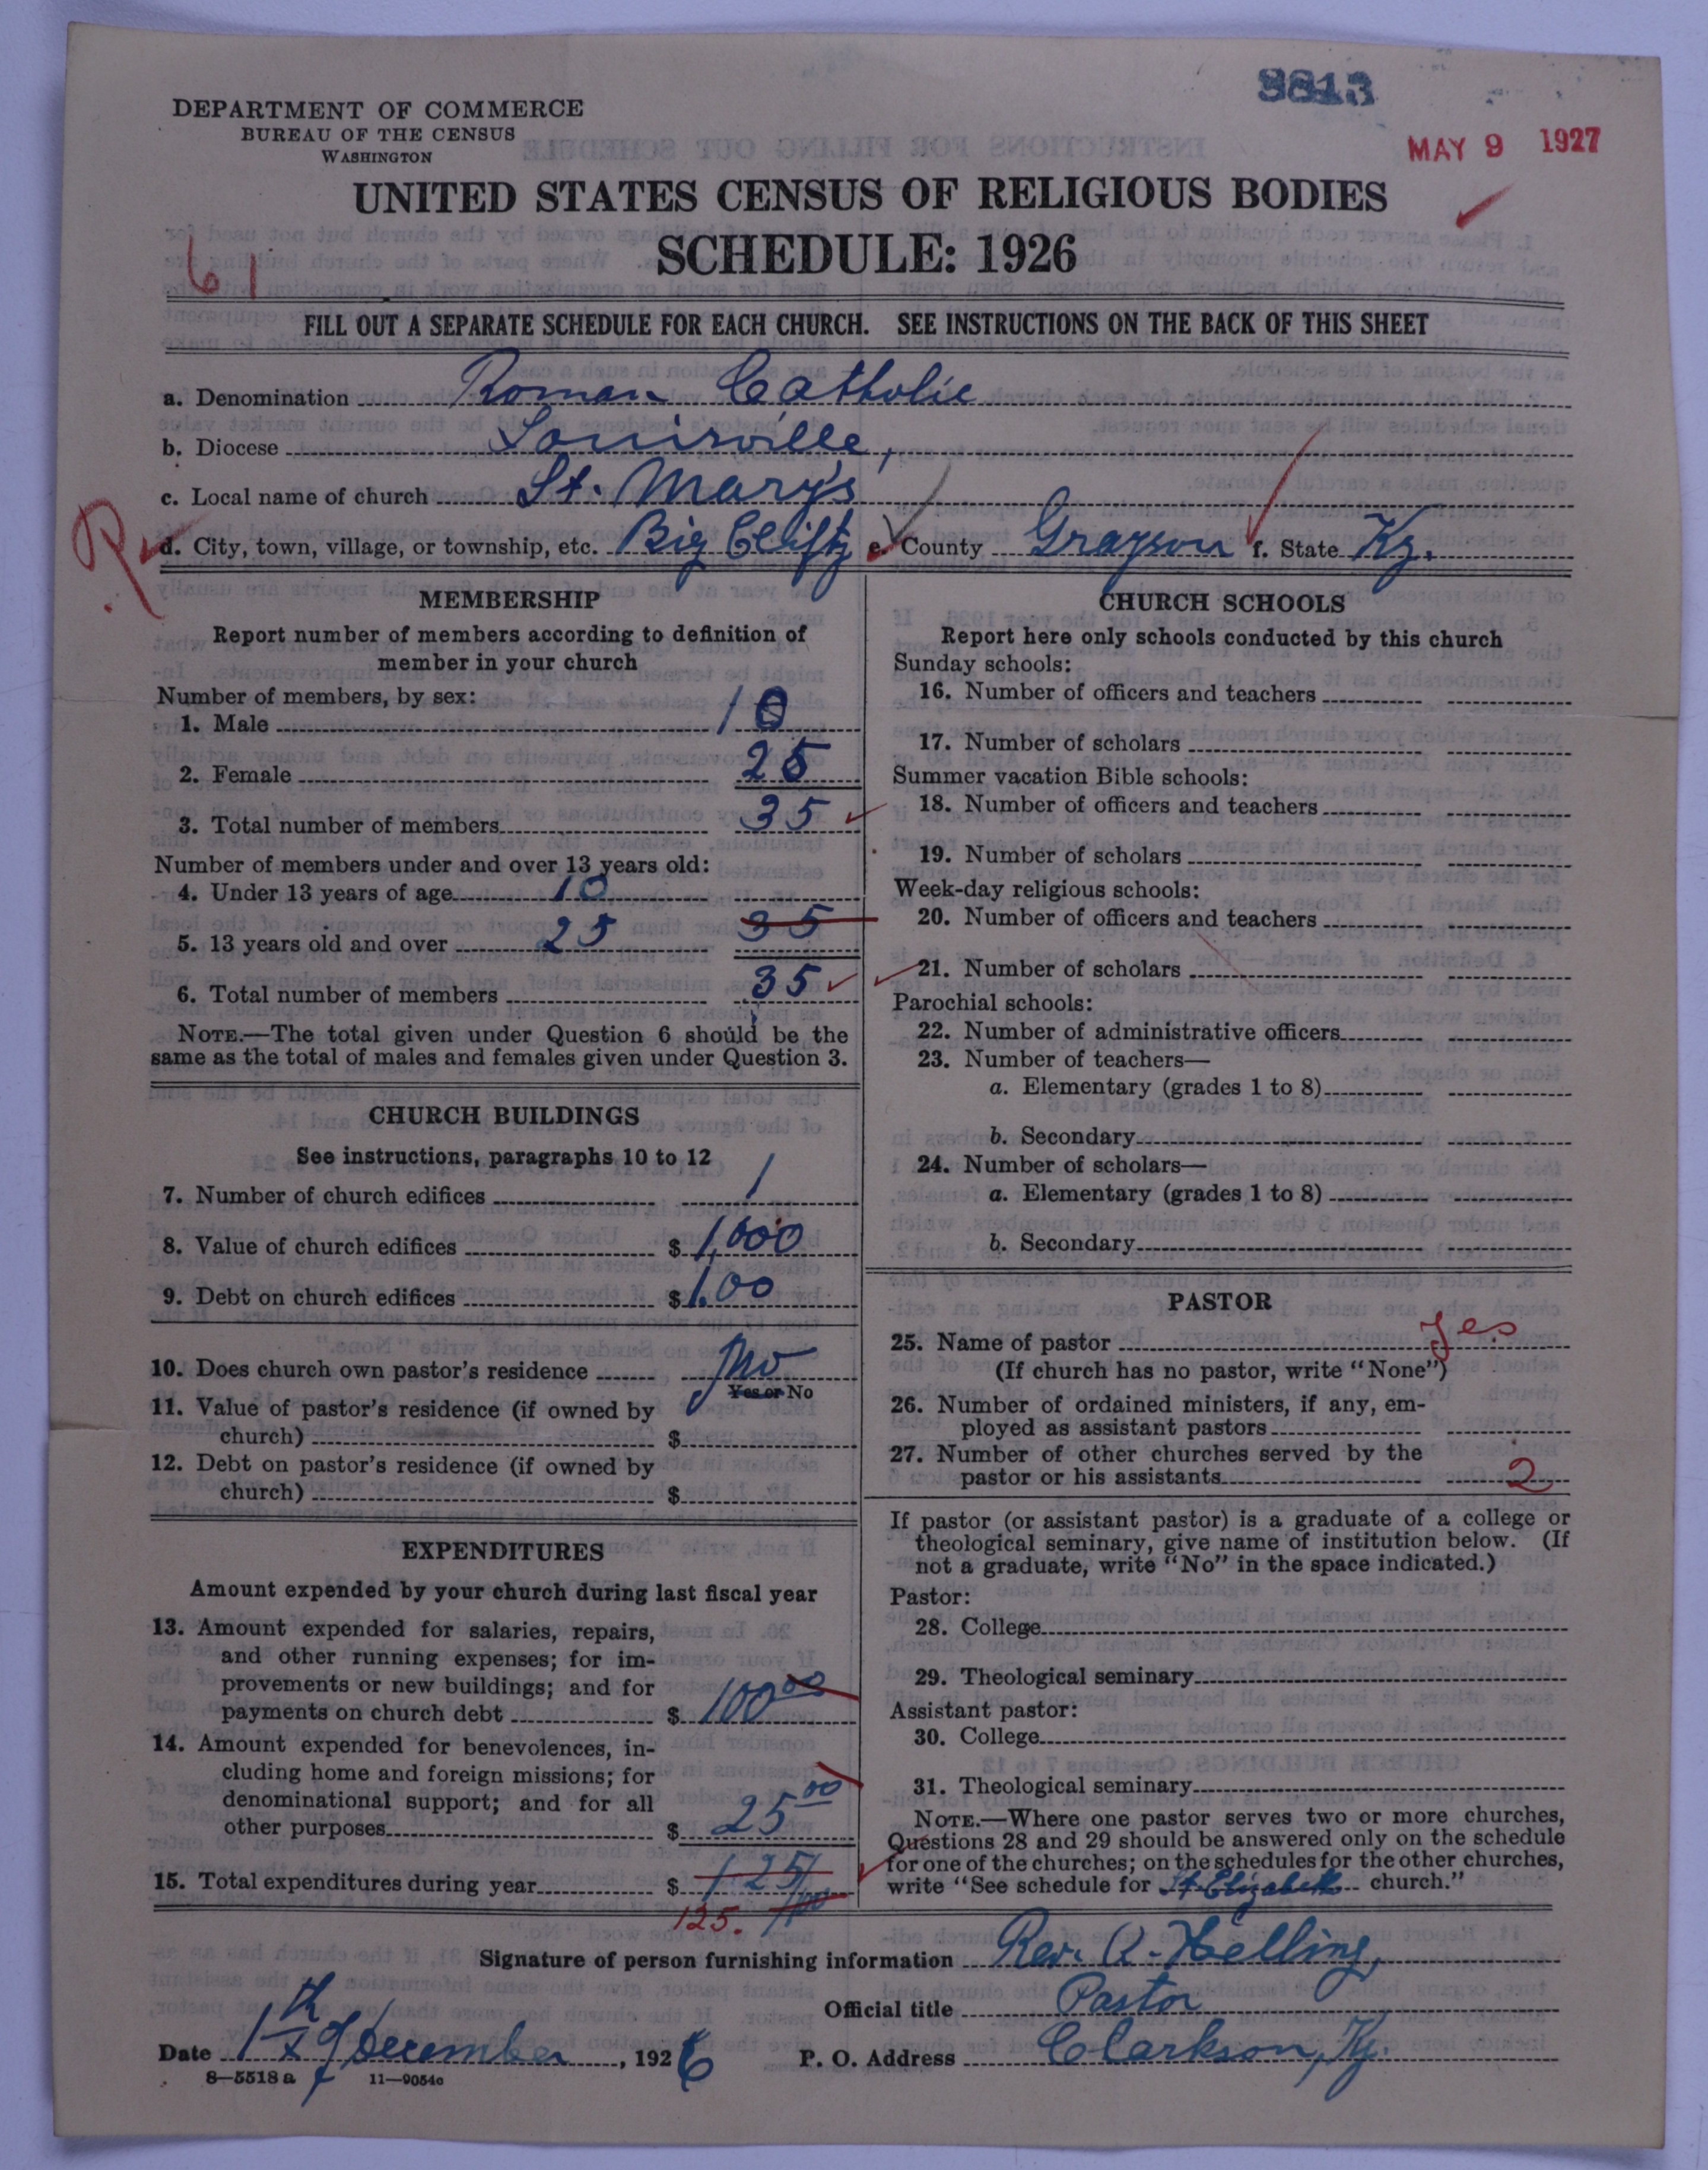 8813
MAY 9 1927
DEPARTMENT OF COMMERCE
BUREAU OF THE CENSUS
WASHINGTON
UNITED STATES CENSUS OF RELIGIOUS BODIES
SCHEDULE: 1926
61
FILL OUT A SEPARATE SCHEDULE FOR EACH CHURCH. SEE INSTRUCTIONS ON THE BACK OF THIS SHEET
a. Denomination Roman Catholic
b. Diocese Louisville,
c. Local name of church St. Mary's
R
d. City, town, village, or township, etc. Big Clifty e. County Grayson f. State Ky.
MEMBERSHIP
Report number of members according to definition of
member in your church
Number of members, by sex:
1. Male 10
2. Female 25
3. Total number of members 35
Number of members under and over 13 years old:
4. Under 13 years of age 10
5. 13 years old and over 25 35
6. Total number of members 35
NOTE.—The total given under Question 6 should be the
same as the total of males and females given under Question 3.
CHURCH BUILDINGS
See instructions, paragraphs 10 to 12
7. Number of church edifices 1
8. Value of church edifices $ 1,000
9. Debt on church edifices $ 1.00
10. Does church own pastor's residence No
Yes or No
11. Value of pastor's residence (if owned by
church) $
12. Debt on pastor's residence (if owned by
church) $
EXPENDITURES
Amount expended by your church during last fiscal year
13. Amount expended for salaries, repairs,
and other running expenses; for im-
provements or new buildings; and for
payments on church debt $ 100 00
14. Amount expended for benevolences, in-
cluding home and foreign missions; for
denominational support; and for all
other purposes $ 25 00
15. Total expenditures during year $ 125
125.
CHURCH SCHOOLS
Report here only schools conducted by this church
Sunday schools:
16. Number of officers and teachers
17. Number of scholars
Summer vacation Bible schools:
18. Number of officers and teachers
19. Number of scholars
Week-day religious schools:
20. Number of officers and teachers
21. Number of scholars
Parochial schools:
22. Number of administrative officers
23. Number of teachers—
a. Elementary (grades 1 to 8)
b. Secondary
24. Number of scholars—
a. Elementary (grades 1 to 8)
b. Secondary
PASTOR
25. Name of pastor Yes
(If church has no pastor, write "None")
26. Number of ordained ministers, if any, em-
ployed as assistant pastors
27. Number of other churches served by the
pastor or his assistants 2
If pastor (or assistant pastor) is a graduate of a college or
theological seminary, give name of institution below. (If
not a graduate, write "No" in the space indicated.)
Pastor:
28. College
29. Theological seminary
Assistant pastor:
30. College
31. Theological seminary
NOTE.—Where one pastor serves two or more churches,
Questions 28 and 29 should be answered only on the schedule
for one of the churches; on the schedules for the other churches,
write "See schedule for St. Elizabeth church."
Signature of person furnishing information Rev. Q. Helling,
Official title Pastor
Date 1th of December, 1926 P. O. Address Clarkson, Ky.
8—5518 a 11—9054c